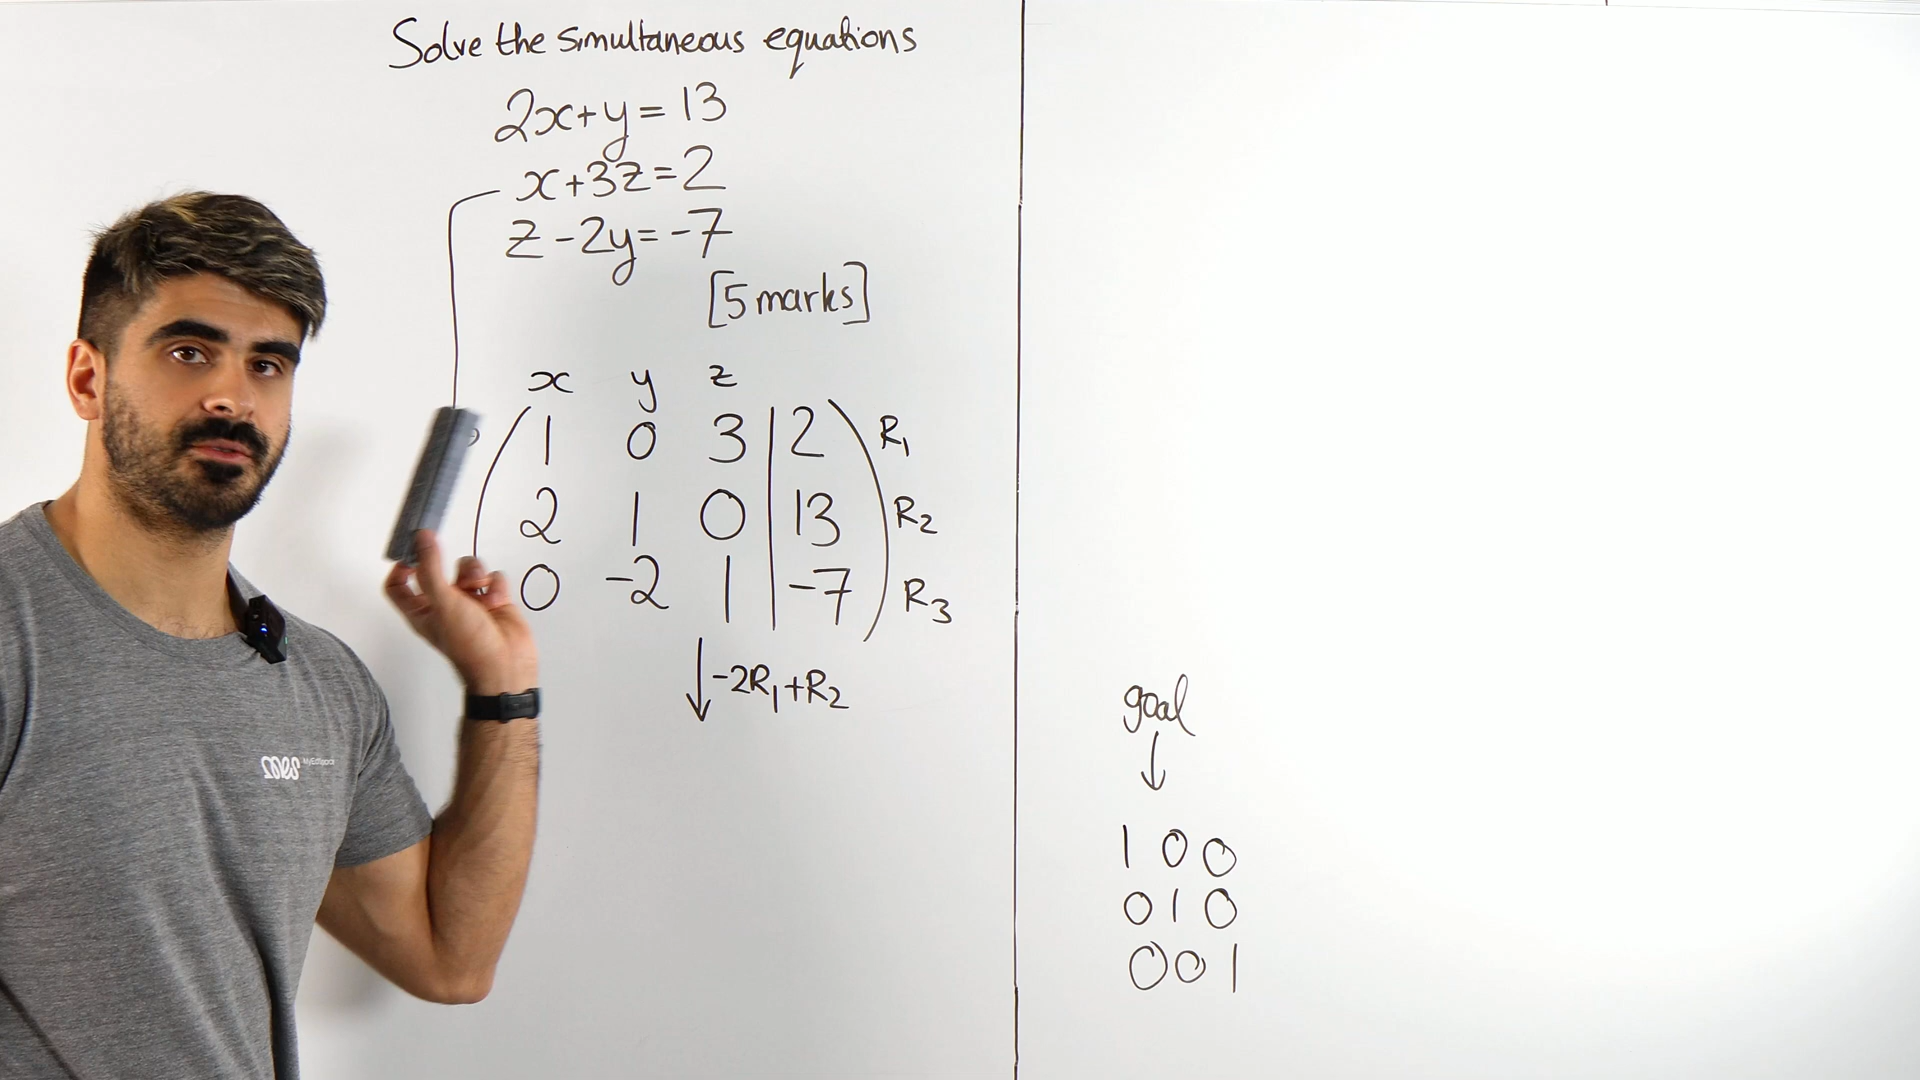 Solve the simultaneous equations
2x+y=13
x+3z=2
z-2y=-7
[5 marks]
x y z
1 0 3 | 2 R₁
2 1 0 | 13 R₂
0 -2 1 | -7 R₃
↓ -2R₁+R₂
goal
↓
1 0 0
0 1 0
0 0 1